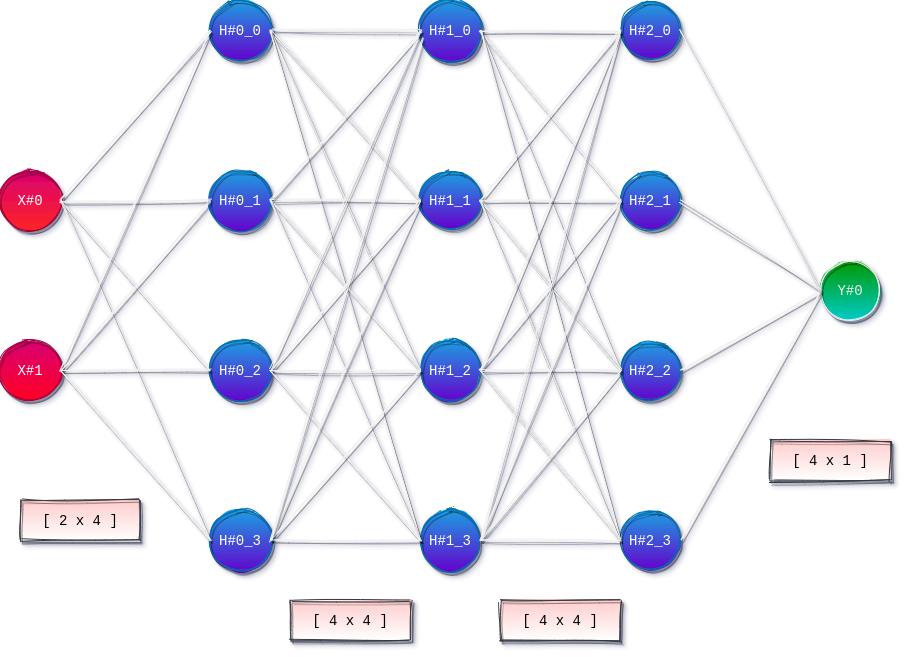 H#0_0 H#1_0 H#2_0
X#0 H#0_1 H#1_1 H#2_1
Y#0
X#1 H#0_2 H#1_2 H#2_2
[ 4 x 1 ]
[ 2 x 4 ]
H#0_3 H#1_3 H#2_3
[ 4 x 4 ] [ 4 x 4 ]